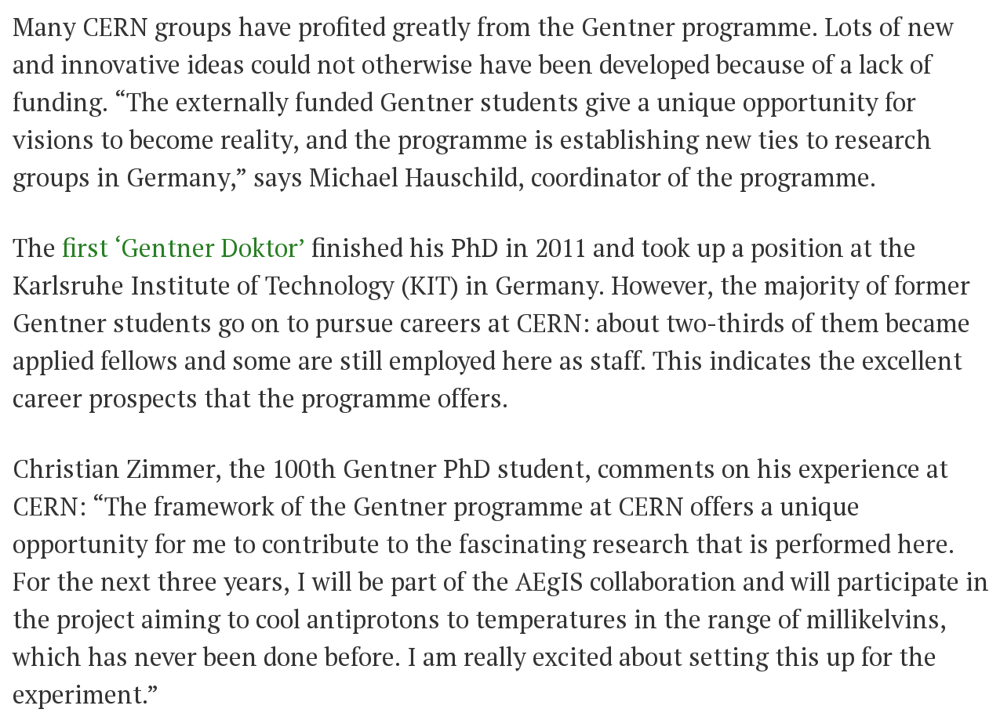 Many CERN groups have profited greatly from the Gentner programme. Lots of new
and innovative ideas could not otherwise have been developed because of a lack of
funding. “The externally funded Gentner students give a unique opportunity for
visions to become reality, and the programme is establishing new ties to research
groups in Germany,” says Michael Hauschild, coordinator of the programme.
The first ‘Gentner Doktor’ finished his PhD in 2011 and took up a position at the
Karlsruhe Institute of Technology (KIT) in Germany. However, the majority of former
Gentner students go on to pursue careers at CERN: about two-thirds of them became
applied fellows and some are still employed here as staff. This indicates the excellent
career prospects that the programme offers.
Christian Zimmer, the 100th Gentner PhD student, comments on his experience at
CERN: “The framework of the Gentner programme at CERN offers a unique
opportunity for me to contribute to the fascinating research that is performed here.
For the next three years, I will be part of the AEgIS collaboration and will participate in
the project aiming to cool antiprotons to temperatures in the range of millikelvins,
which has never been done before. I am really excited about setting this up for the
experiment.”